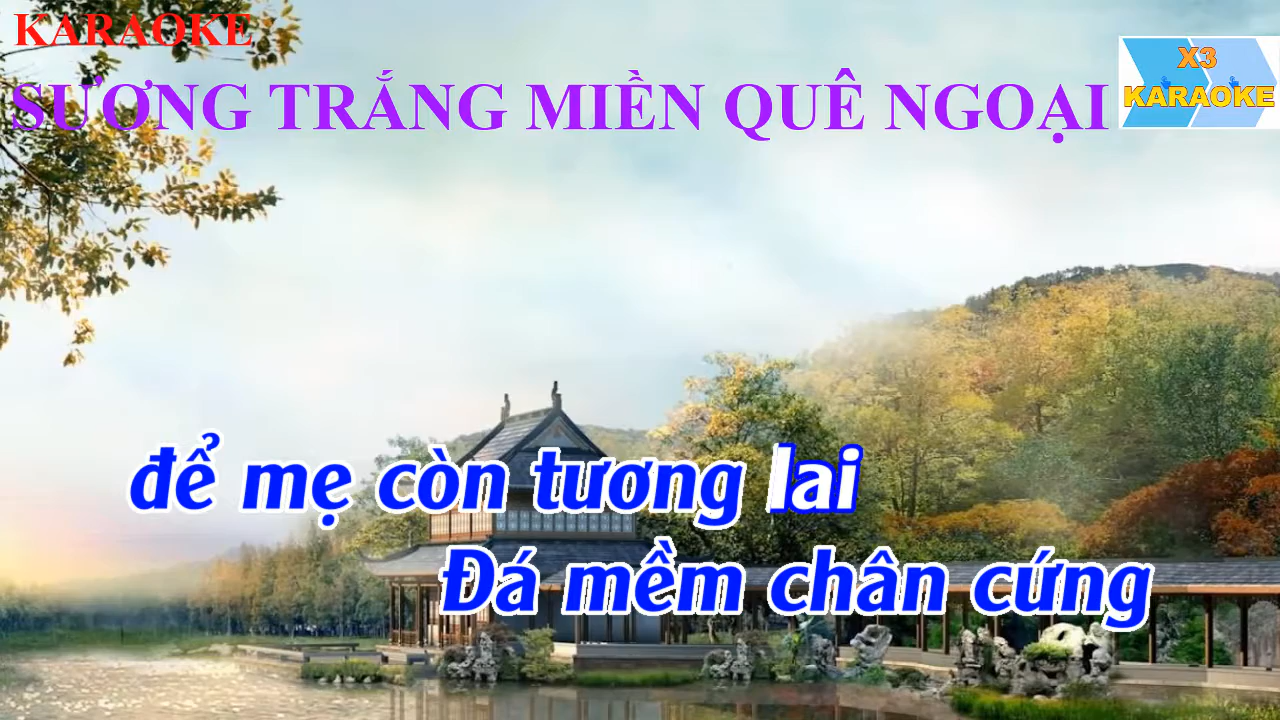 KARAOKE
SƯƠNG TRẮNG MIỀN QUÊ NGOẠI
X3
KARAOKE
để mẹ còn tương lai
Đá mềm chân cứng